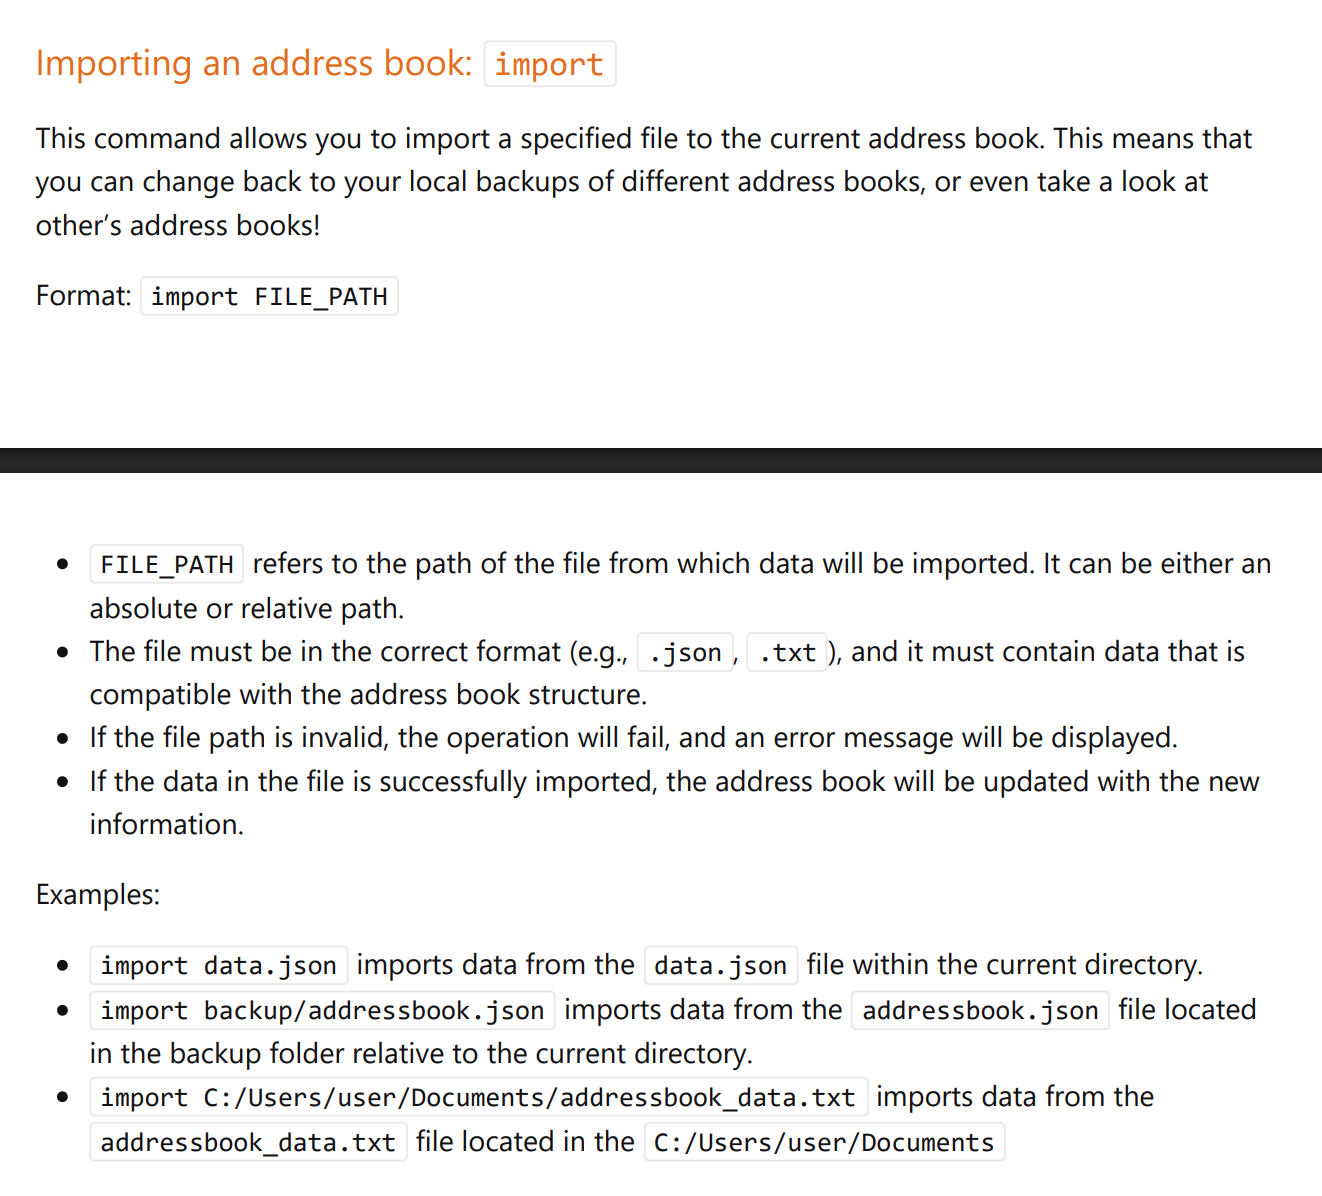 Importing an address book: import
This command allows you to import a specified file to the current address book. This means that
you can change back to your local backups of different address books, or even take a look at
other’s address books!
Format: import FILE_PATH
• FILE_PATH refers to the path of the file from which data will be imported. It can be either an
absolute or relative path.
• The file must be in the correct format (e.g., .json, .txt), and it must contain data that is
compatible with the address book structure.
• If the file path is invalid, the operation will fail, and an error message will be displayed.
• If the data in the file is successfully imported, the address book will be updated with the new
information.
Examples:
• import data.json imports data from the data.json file within the current directory.
• import backup/addressbook.json imports data from the addressbook.json file located
in the backup folder relative to the current directory.
• import C:/Users/user/Documents/addressbook_data.txt imports data from the
addressbook_data.txt file located in the C:/Users/user/Documents